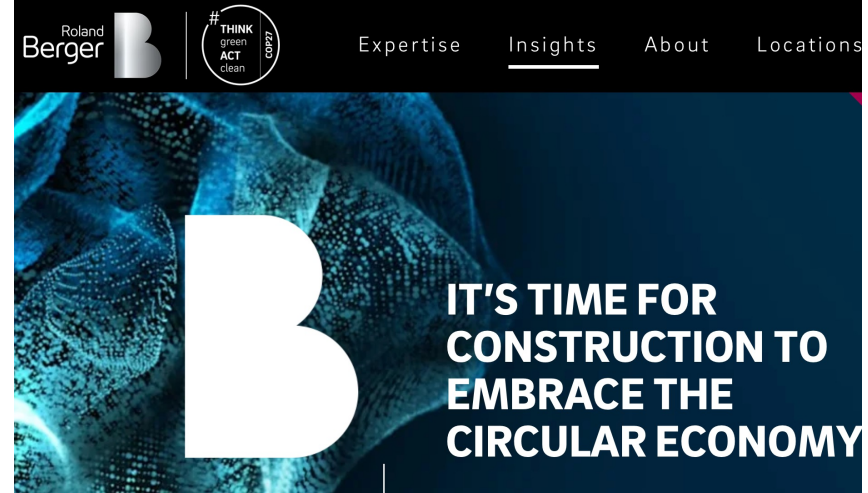 Roland
Berger
B
#
THINK
green
ACT
clean
COP27
Expertise
Insights
About
Locations
B
IT'S TIME FOR
CONSTRUCTION TO
EMBRACE THE
CIRCULAR ECONOMY